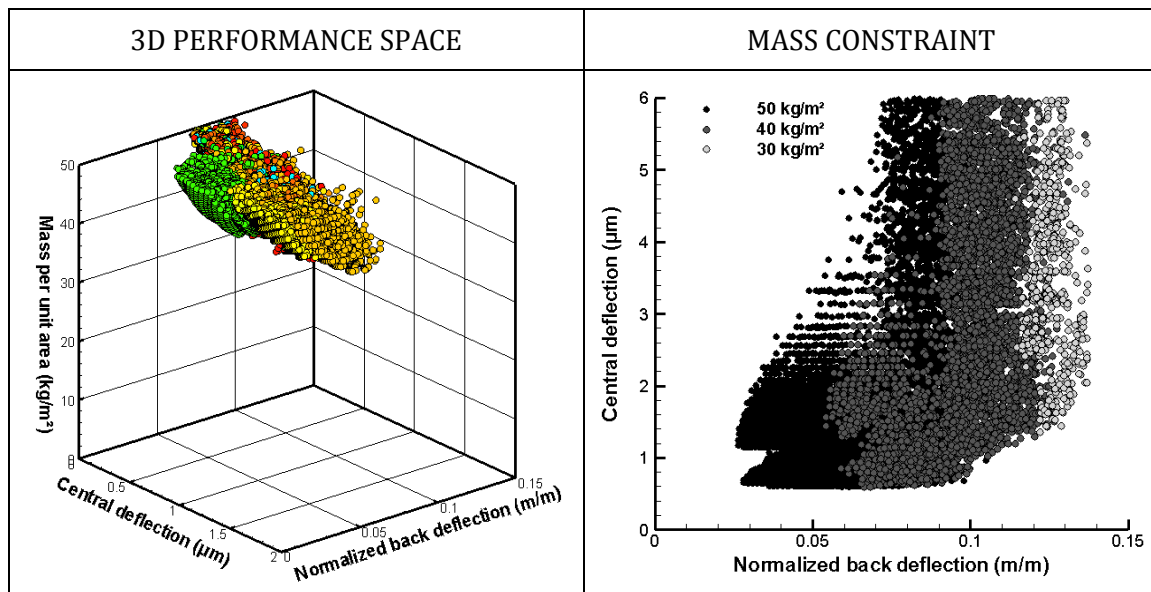 3D PERFORMANCE SPACE
MASS CONSTRAINT
50
40
30
20
10
0
0
Mass per unit area (kg/m²)
0.5
1
1.5
2
Central deflection (µm)
0
0.05
0.1
0.15
Normalized back deflection (m/m)
6
5
4
3
2
1
0
Central deflection (µm)
50 kg/m²
40 kg/m²
30 kg/m²
0
0.05
0.1
0.15
Normalized back deflection (m/m)